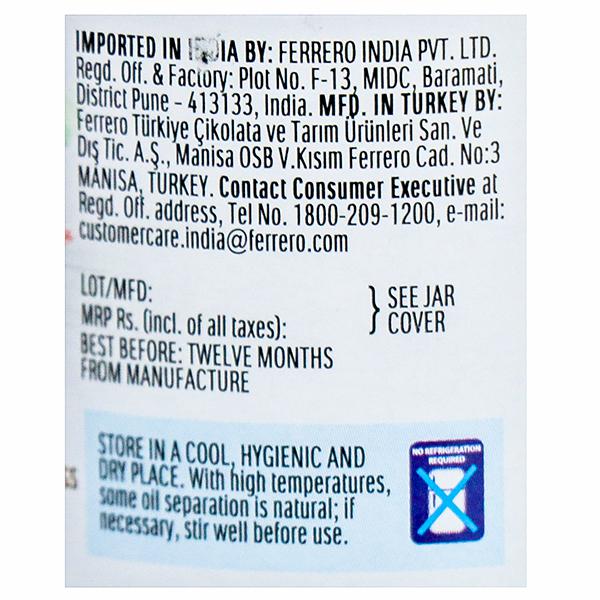 IMPORTED IN INDIA BY: FERRERO INDIA PVT. LTD.
Regd. Off. & Factory: Plot No. F-13, MIDC, Baramati,
District Pune - 413133, India. MFD. IN TURKEY BY:
Ferrero Türkiye Çikolata ve Tarım Ürünleri San. Ve
Dış Tic. A.Ş., Manisa OSB V.Kısım Ferrero Cad. No:3
MANISA, TURKEY. Contact Consumer Executive at
Regd. Off. address, Tel No. 1800-209-1200, e-mail:
customercare.india@ferrero.com
LOT/MFD:
MRP Rs. (incl. of all taxes):
} SEE JAR
COVER
BEST BEFORE: TWELVE MONTHS
FROM MANUFACTURE
STORE IN A COOL, HYGIENIC AND
DRY PLACE. With high temperatures,
some oil separation is natural; if
necessary, stir well before use.
NO REFRIGERATION
REQUIRED